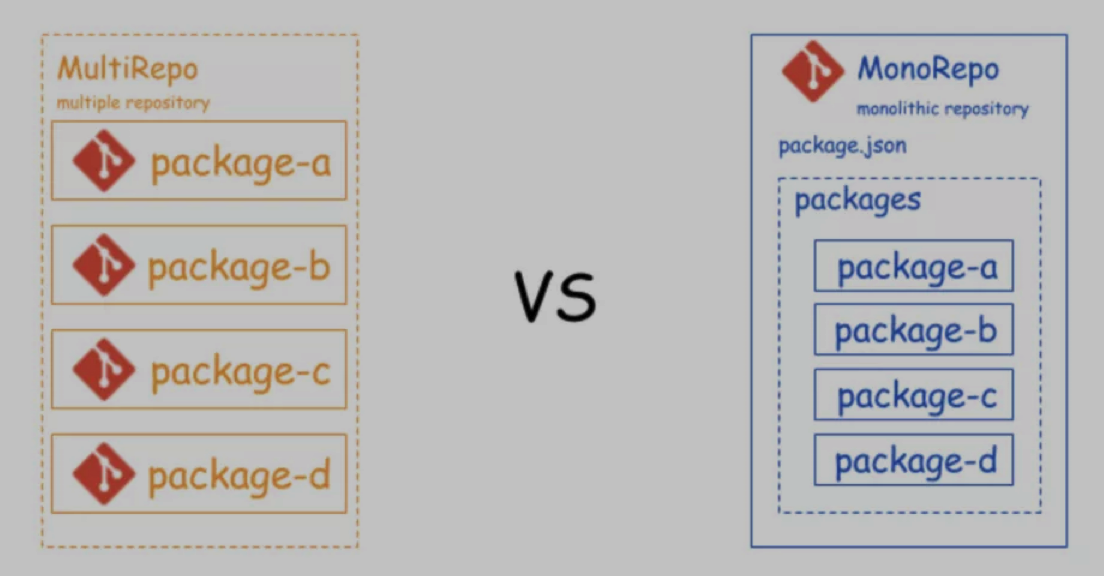 MultiRepo
multiple repository
package-a
package-b
package-c
package-d
vs
MonoRepo
monolithic repository
package.json
packages
package-a
package-b
package-c
package-d